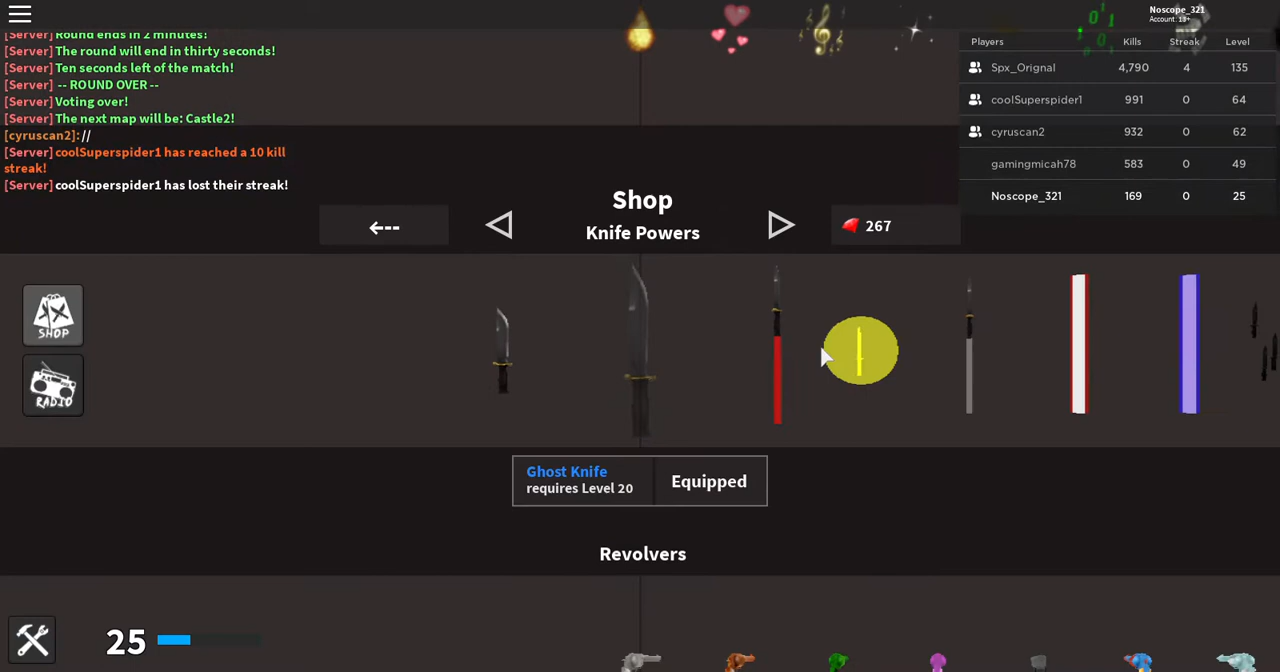 [Server] Round ends in 2 minutes!
[Server] The round will end in thirty seconds!
[Server] Ten seconds left of the match!
[Server] -- ROUND OVER --
[Server] Voting over!
[Server] The next map will be: Castle2!
[cyruscan2]: //
[Server] coolSuperspider1 has reached a 10 kill
streak!
[Server] coolSuperspider1 has lost their streak!
Noscope_321
Account: 13+
Players Kills Streak Level
Spx_Orignal 4,790 4 135
coolSuperspider1 991 0 64
cyruscan2 932 0 62
gamingmicah78 583 0 49
Noscope_321 169 0 25
Shop
Knife Powers
267
SHOP
RADIO
Ghost Knife
requires Level 20
Equipped
Revolvers
25